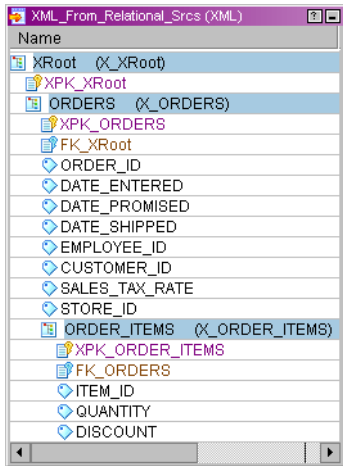 XML_From_Relational_Srcs (XML)
Name
XRoot (X_XRoot)
XPK_XRoot
ORDERS (X_ORDERS)
XPK_ORDERS
FK_XRoot
ORDER_ID
DATE_ENTERED
DATE_PROMISED
DATE_SHIPPED
EMPLOYEE_ID
CUSTOMER_ID
SALES_TAX_RATE
STORE_ID
ORDER_ITEMS (X_ORDER_ITEMS)
XPK_ORDER_ITEMS
FK_ORDERS
ITEM_ID
QUANTITY
DISCOUNT